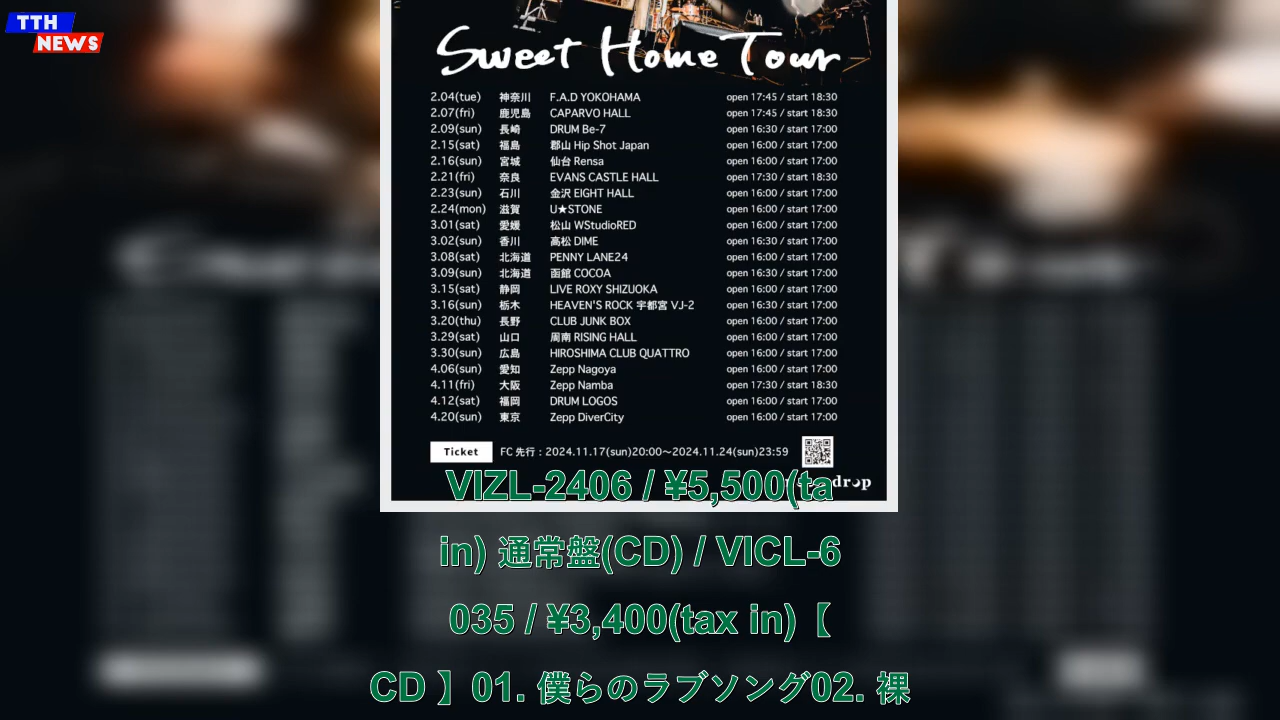 TTH
NEWS
Sweet Home Tour
2.04(tue) 神奈川 F.A.D YOKOHAMA open 17:45 / start 18:30
2.07(fri) 鹿児島 CAPARVO HALL open 17:45 / start 18:30
2.09(sun) 長崎 DRUM Be-7 open 16:30 / start 17:00
2.15(sat) 福島 郡山 Hip Shot Japan open 16:00 / start 17:00
2.16(sun) 宮城 仙台 Rensa open 16:00 / start 17:00
2.21(fri) 奈良 EVANS CASTLE HALL open 17:30 / start 18:30
2.23(sun) 石川 金沢 EIGHT HALL open 16:00 / start 17:00
2.24(mon) 滋賀 U★STONE open 16:00 / start 17:00
3.01(sat) 愛媛 松山 WStudioRED open 16:00 / start 17:00
3.02(sun) 香川 高松 DIME open 16:30 / start 17:00
3.08(sat) 北海道 PENNY LANE24 open 16:00 / start 17:00
3.09(sun) 北海道 函館 COCOA open 16:30 / start 17:00
3.15(sat) 静岡 LIVE ROXY SHIZUOKA open 16:00 / start 17:00
3.16(sun) 栃木 HEAVEN'S ROCK 宇都宮 VJ-2 open 16:30 / start 17:00
3.20(thu) 長野 CLUB JUNK BOX open 16:00 / start 17:00
3.29(sat) 山口 周南 RISING HALL open 16:00 / start 17:00
3.30(sun) 広島 HIROSHIMA CLUB QUATTRO open 16:00 / start 17:00
4.06(sun) 愛知 Zepp Nagoya open 16:00 / start 17:00
4.11(fri) 大阪 Zepp Namba open 17:30 / start 18:30
4.12(sat) 福岡 DRUM LOGOS open 16:00 / start 17:00
4.20(sun) 東京 Zepp DiverCity open 16:00 / start 17:00
Ticket FC 先行：2024.11.17(sun)20:00〜2024.11.24(sun)23:59
VIZL-2406 / ¥5,500(ta
in) 通常盤(CD) / VICL-6
035 / ¥3,400(tax in)【
CD 】01. 僕らのラブソング02. 裸